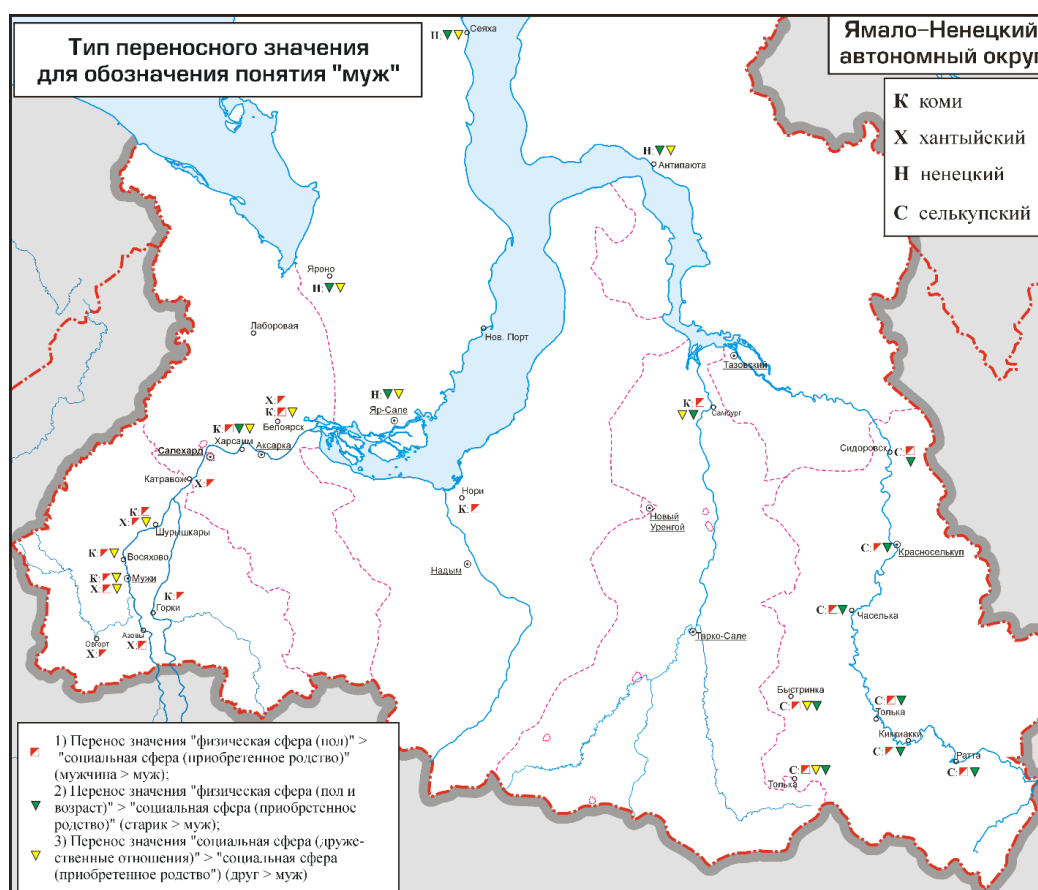 Тип переносного значения
для обозначения понятия "муж"
Ямало-Ненецкий
автономный округ
К коми
Х хантыйский
Н ненецкий
С селькупский
Сеяха
Н:
Н:
Антипаюта
Яроно
Н:
Лаборовая
Нов. Порт
Тазовский
Х:
К:
Белоярск
Н:
Яр-Сале
К:
Самбург
К:
Харсаим
Аксарка
Салехард
Сидоровск
С:
Катравож
Х:
Нори
К:
Новый
Уренгой
К:
Х:
Шурышкары
С:
Красноселькуп
К:
Восяхово
Надым
К:
Мужи
Х:
К:
Горки
С:
Часелька
Азовы
Х:
Овгорт
Х:
Тарко-Сале
Быстринка
С:
С:
Толька
Киккиакки
С:
Ратта
С:
С:
Толька
1) Перенос значения "физическая сфера (пол)" >
"социальная сфера (приобретенное родство)"
(мужчина > муж);
2) Перенос значения "физическая сфера (пол и
возраст)" > "социальная сфера (приобретенное
родство)" (старик > муж);
3) Перенос значения "социальная сфера (друже-
ственные отношения)" > "социальная сфера
(приобретенное родство") (друг > муж)